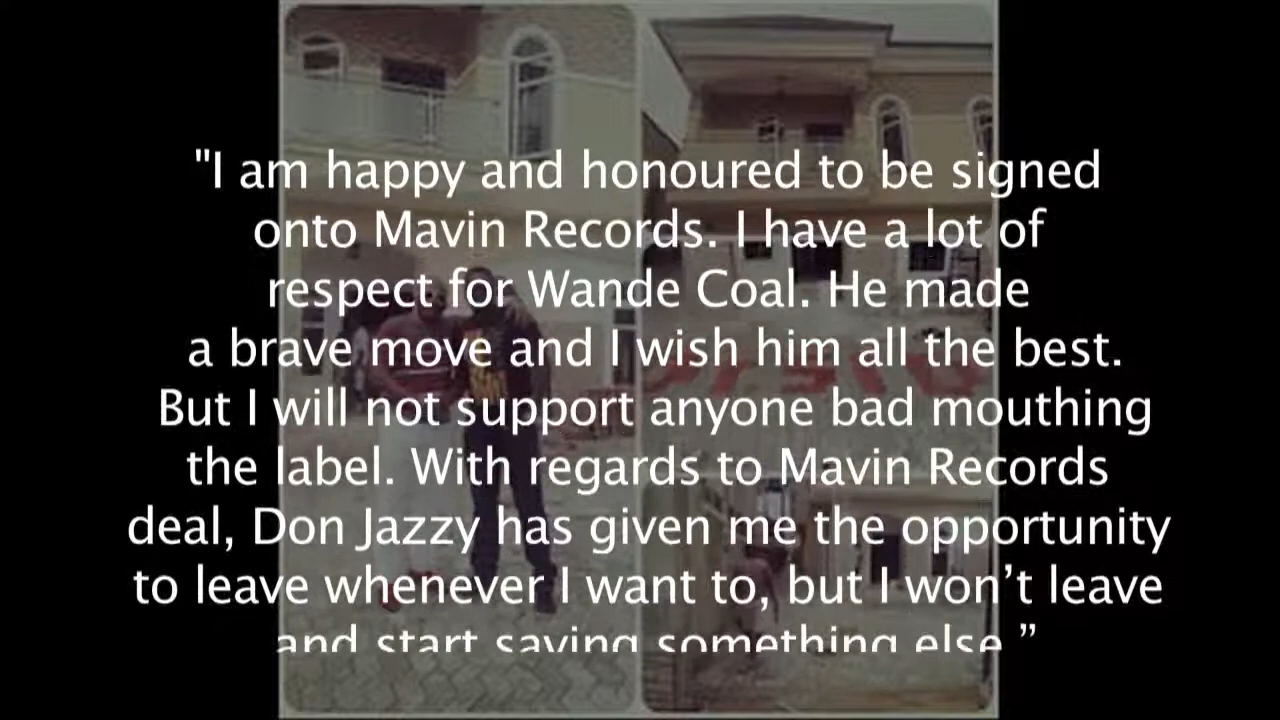 "I am happy and honoured to be signed
onto Mavin Records. I have a lot of
respect for Wande Coal. He made
a brave move and I wish him all the best.
But I will not support anyone bad mouthing
the label. With regards to Mavin Records
deal, Don Jazzy has given me the opportunity
to leave whenever I want to, but I won’t leave
and start saying something else.”